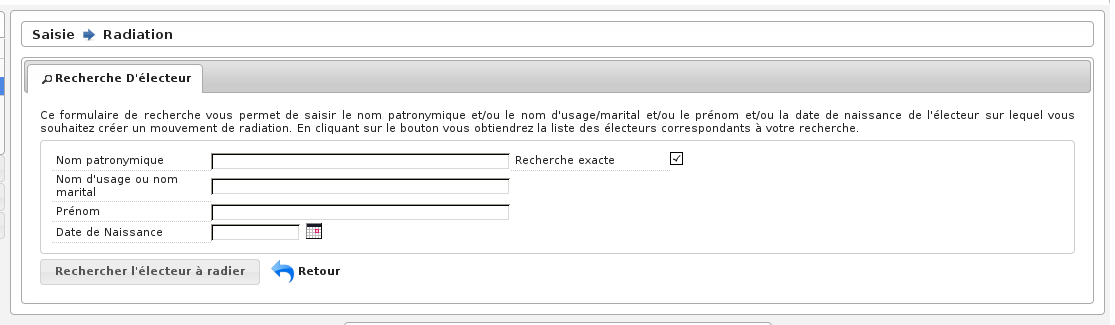 Saisie Radiation
Recherche D'électeur
Ce formulaire de recherche vous permet de saisir le nom patronymique et/ou le nom d'usage/marital et/ou le prénom et/ou la date de naissance de l'électeur sur lequel vous
souhaitez créer un mouvement de radiation. En cliquant sur le bouton vous obtiendrez la liste des électeurs correspondants à votre recherche.
Nom patronymique Recherche exacte
Nom d'usage ou nom
marital
Prénom
Date de Naissance
Rechercher l'électeur à radier Retour